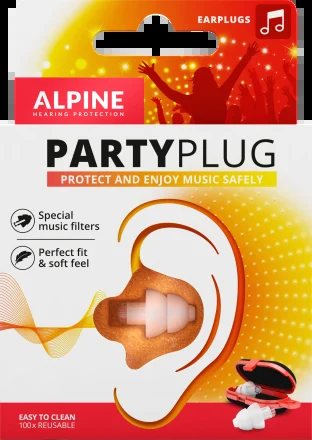 EARPLUGS
ALPINE
HEARING PROTECTION
PARTYPLUG
PROTECT AND ENJOY MUSIC SAFELY
Special
music filters
Perfect fit
& soft feel
EASY TO CLEAN
100x REUSABLE